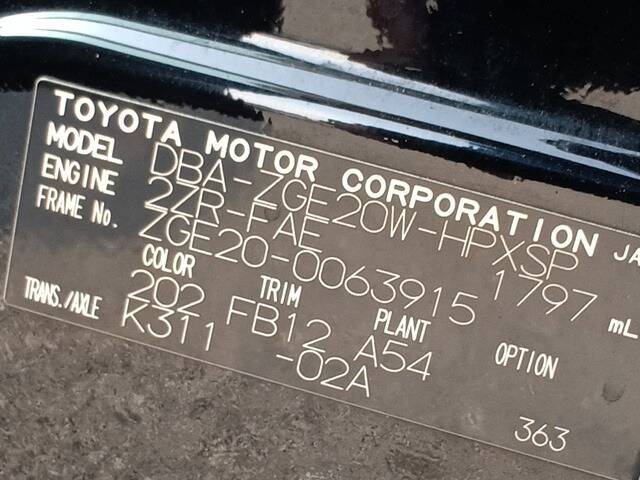 TOYOTA MOTOR CORPORATION JA
MODEL DBA-ZGE20W-HPXSP
ENGINE 2ZR-FAE 1797 mL
FRAME No. ZGE20-0063915
COLOR TRIM PLANT OPTION
202 FB12 A54
TRANS./AXLE K311 -02A
363